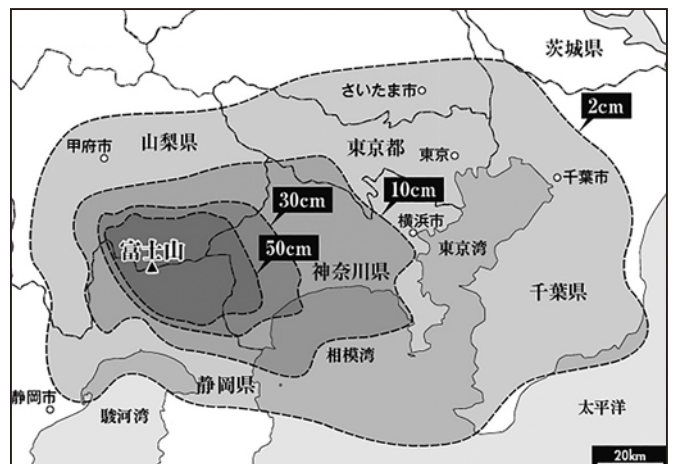 茨城県
さいたま市
2cm
山梨県
東京都
甲府市
東京
千葉市
30cm
10cm
横浜市
富士山
50cm
東京湾
神奈川県
千葉県
相模湾
静岡県
静岡市
駿河湾
太平洋
20km